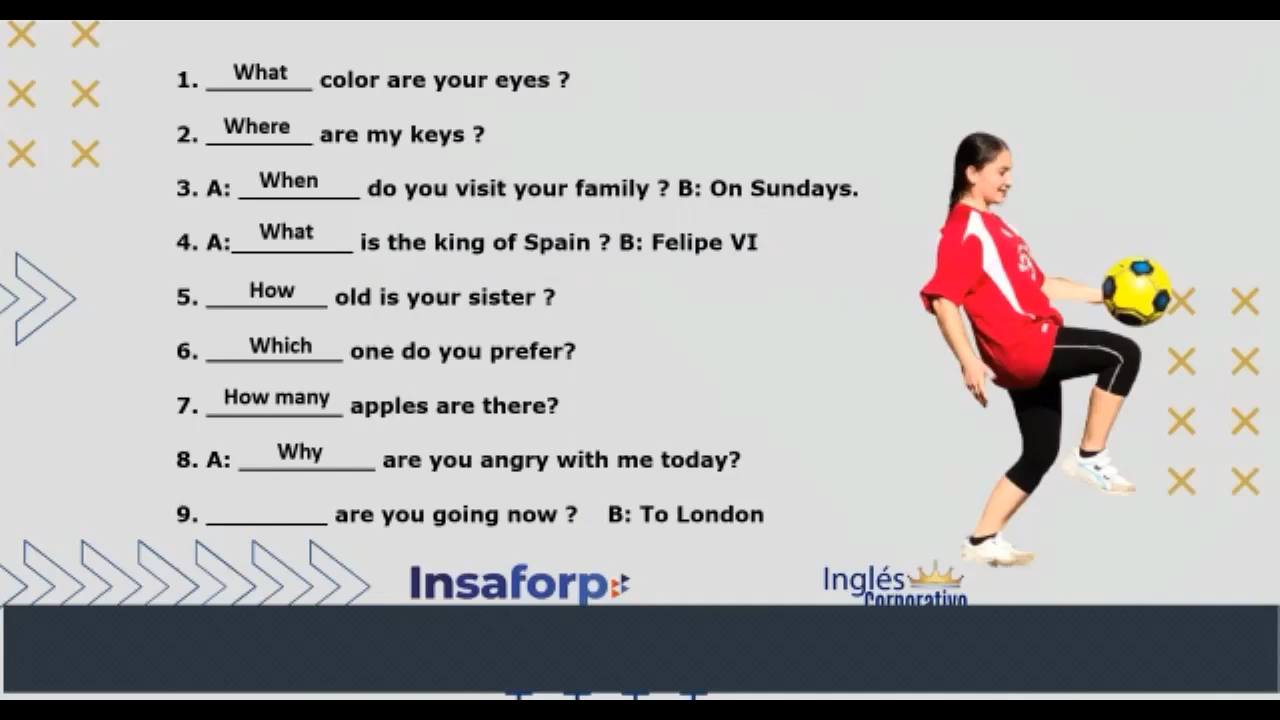 1. What color are your eyes ?
2. Where are my keys ?
3. A: When do you visit your family ? B: On Sundays.
4. A: What is the king of Spain ? B: Felipe VI
5. How old is your sister ?
6. Which one do you prefer?
7. How many apples are there?
8. A: Why are you angry with me today?
9. __________ are you going now ? B: To London
Insaforp
Inglés
Corporativo